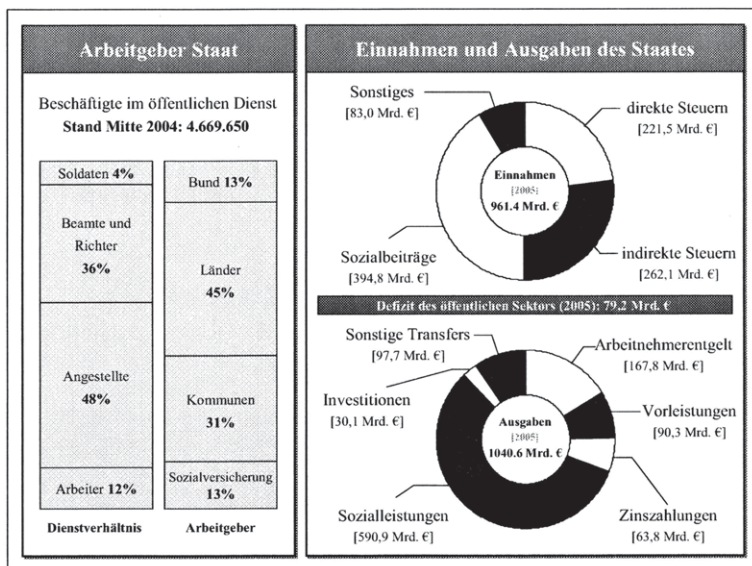 Arbeitgeber Staat
Beschäftigte im öffentlichen Dienst
Stand Mitte 2004: 4.669.650
Soldaten 4%
Beamte und
Richter
36%
Angestellte
48%
Arbeiter 12%
Dienstverhältnis
Bund 13%
Länder
45%
Kommunen
31%
Sozialversicherung
13%
Arbeitgeber
Einnahmen und Ausgaben des Staates
Sonstiges
[83,0 Mrd. €]
direkte Steuern
[221,5 Mrd. €]
Einnahmen
[2005]
961.4 Mrd. €
Sozialbeiträge
[394,8 Mrd. €]
indirekte Steuern
[262,1 Mrd. €]
Defizit des öffentlichen Sektors (2005): 79,2 Mrd. €
Sonstige Transfers
[97,7 Mrd. €]
Arbeitnehmerentgelt
[167,8 Mrd. €]
Investitionen
[30,1 Mrd. €]
Vorleistungen
[90,3 Mrd. €]
Ausgaben
[2005]
1040.6 Mrd. €
Sozialleistungen
[590,9 Mrd. €]
Zinszahlungen
[63,8 Mrd. €]